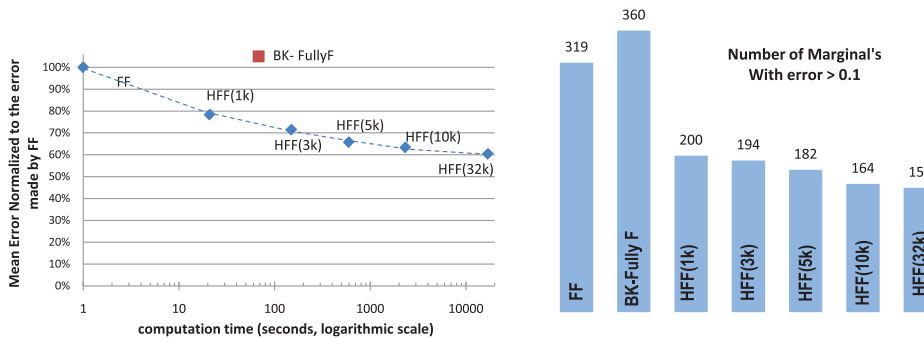 BK- FullyF
100%
90%
80%
70%
60%
50%
40%
30%
20%
10%
0%
FF
HFF(1k)
HFF(3k)
HFF(5k)
HFF(10k)
HFF(32k)
1
10
100
1000
10000
Mean Error Normalized to the error
made by FF
computation time (seconds, logarithmic scale)
Number of Marginal's
With error > 0.1
319
360
200
194
182
164
15
FF
BK-Fully F
HFF(1k)
HFF(3k)
HFF(5k)
HFF(10k)
HFF(32k)